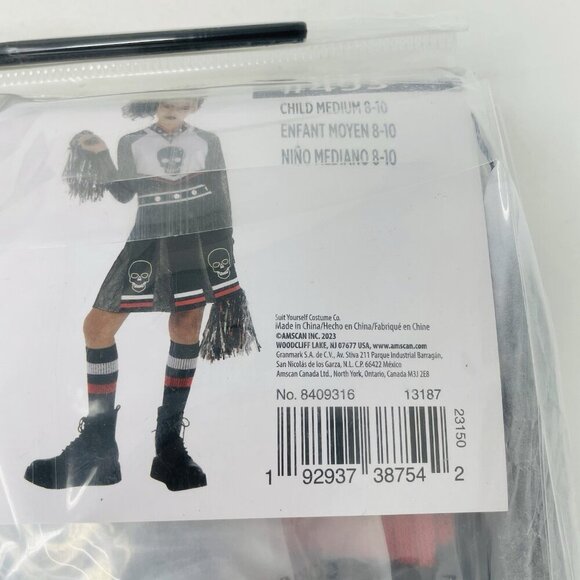 CHILD MEDIUM 8-10
ENFANT MOYEN 8-10
NIÑO MEDIANO 8-10
Suit Yourself Costume Co.
Made in China/Hecho en China/Fabriqué en Chine
©AMSCAN INC. 2023
WOODCLIFF LAKE, NJ 07677 USA, www.amscan.com
Granmark S.A. de C.V., Av. Stiva 211 Parque Industrial Barragán,
San Nicolás de los Garza, N.L. C.P. 66422 México
Amscan Canada Ltd., North York, Ontario, Canada M3J 2E8
No. 8409316 13187
23150
1 92937 38754 2